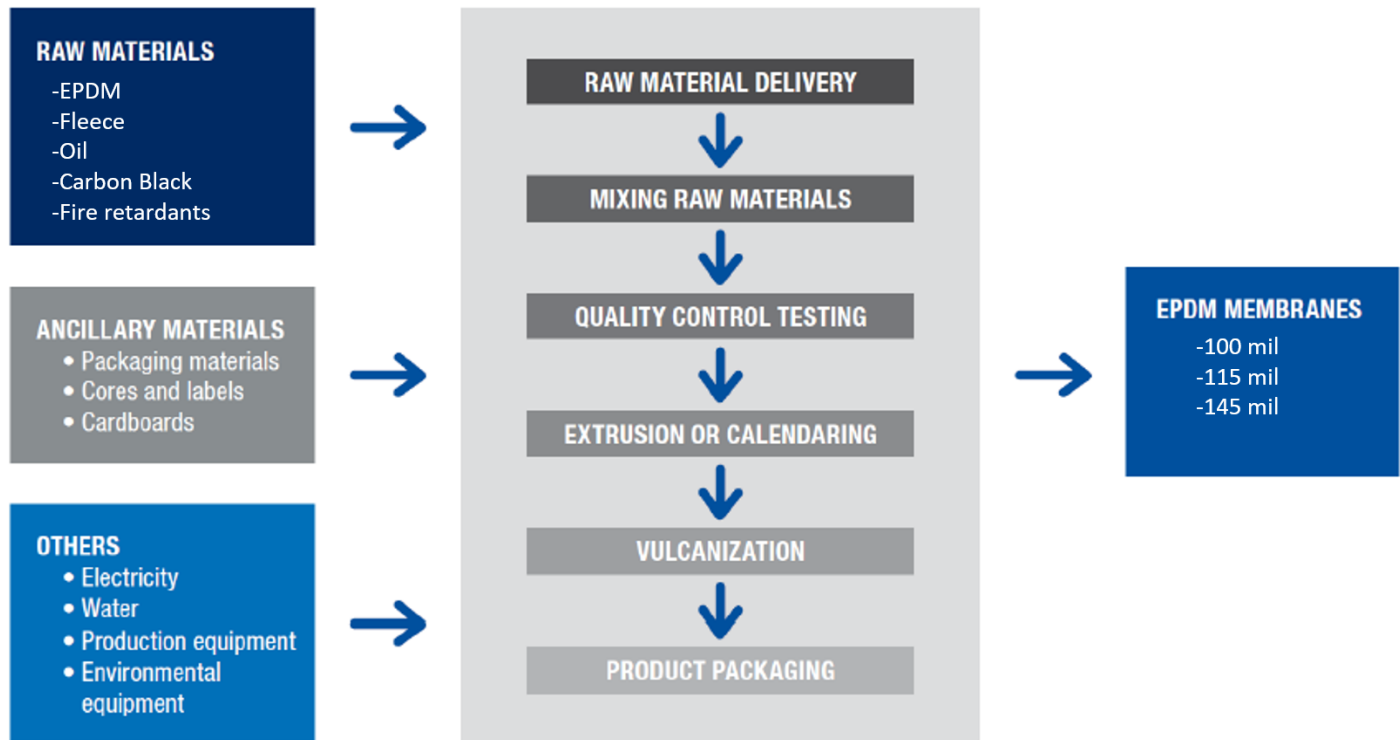 RAW MATERIALS
-EPDM
-Fleece
-Oil
-Carbon Black
-Fire retardants
ANCILLARY MATERIALS
• Packaging materials
• Cores and labels
• Cardboards
OTHERS
• Electricity
• Water
• Production equipment
• Environmental
equipment
RAW MATERIAL DELIVERY
MIXING RAW MATERIALS
QUALITY CONTROL TESTING
EXTRUSION OR CALENDARING
VULCANIZATION
PRODUCT PACKAGING
EPDM MEMBRANES
-100 mil
-115 mil
-145 mil